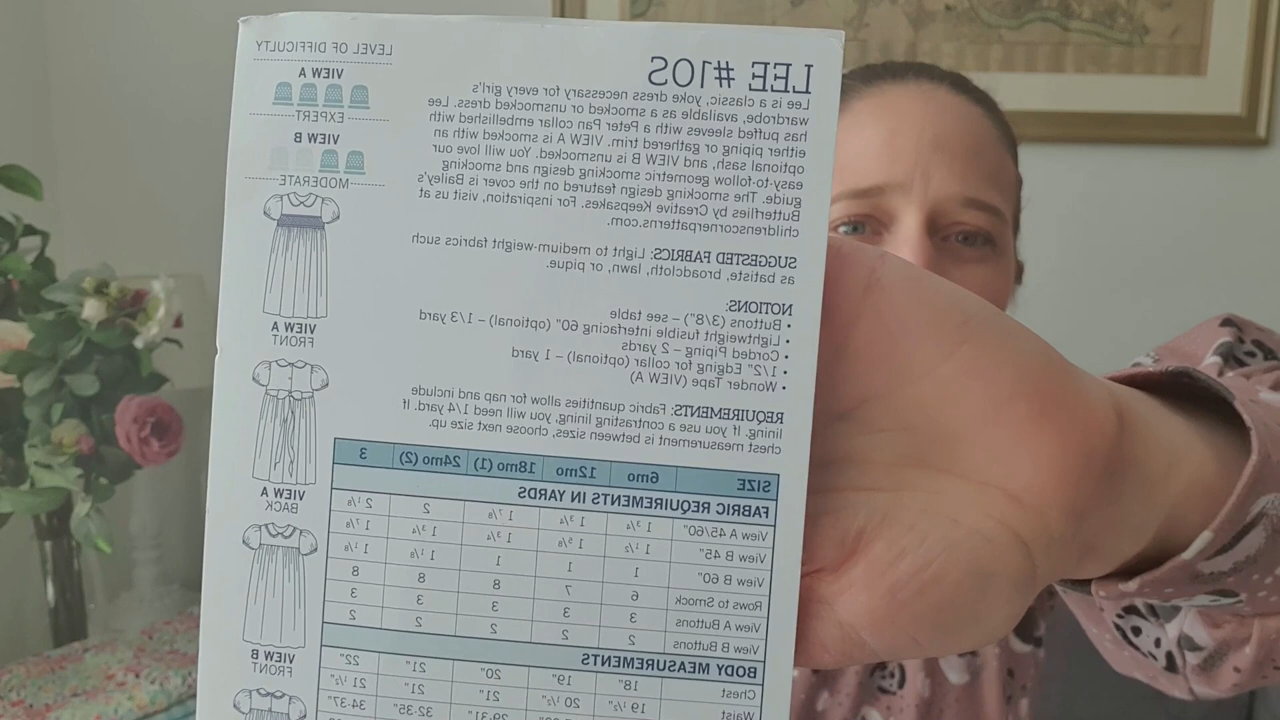 LEE #105
Lee is a classic, yoke dress necessary for every girl's
wardrobe, available as a smocked or unsmocked dress. Lee
has puffed sleeves with a Peter Pan collar embellished with
either piping or gathered trim. VIEW A is smocked with an
optional sash, and VIEW B is unsmocked. You will love our
easy-to-follow geometric smocking design and smocking
guide. The smocking design featured on the cover is Bailey's
Butterflies by Creative Keepsakes. For inspiration, visit us at
childrenscornerpatterns.com.
SUGGESTED FABRICS: Light to medium-weight fabrics such
as batiste, broadcloth, lawn, or pique.
NOTIONS:
• Buttons (3/8") – see table
• Lightweight fusible interfacing 60" (optional) – 1/3 yard
• Corded Piping – 2 yards
• 1/2" Edging for collar (optional) – 1 yard
• Wonder Tape (VIEW A)
REQUIREMENTS: Fabric quantities allow for nap and include
lining. If you use a contrasting lining, you will need 1/4 yard. If
chest measurement is between sizes, choose next size up.
SIZE 6mo 12mo 18mo (1) 24mo (2) 3
FABRIC REQUIREMENTS IN YARDS
View A 45/60" 1 3/4 1 3/4 1 7/8 2 2 1/8
View B 45" 1 1/2 1 5/8 1 3/4 1 3/4 1 7/8
View B 60" 1 1 1 1 1/8 1 1/8
Rows to Smock 6 7 8 8 8
View A Buttons 3 3 3 3 3
View B Buttons 2 2 2 2 2
BODY MEASUREMENTS
Chest 18" 19" 20" 21" 22"
Waist 19 1/2" 20 1/2" 21" 21" 21 1/2"
29-31 32-35" 34-37"
LEVEL OF DIFFICULTY
VIEW A
EXPERT
VIEW B
MODERATE
VIEW A
FRONT
VIEW A
BACK
VIEW B
FRONT